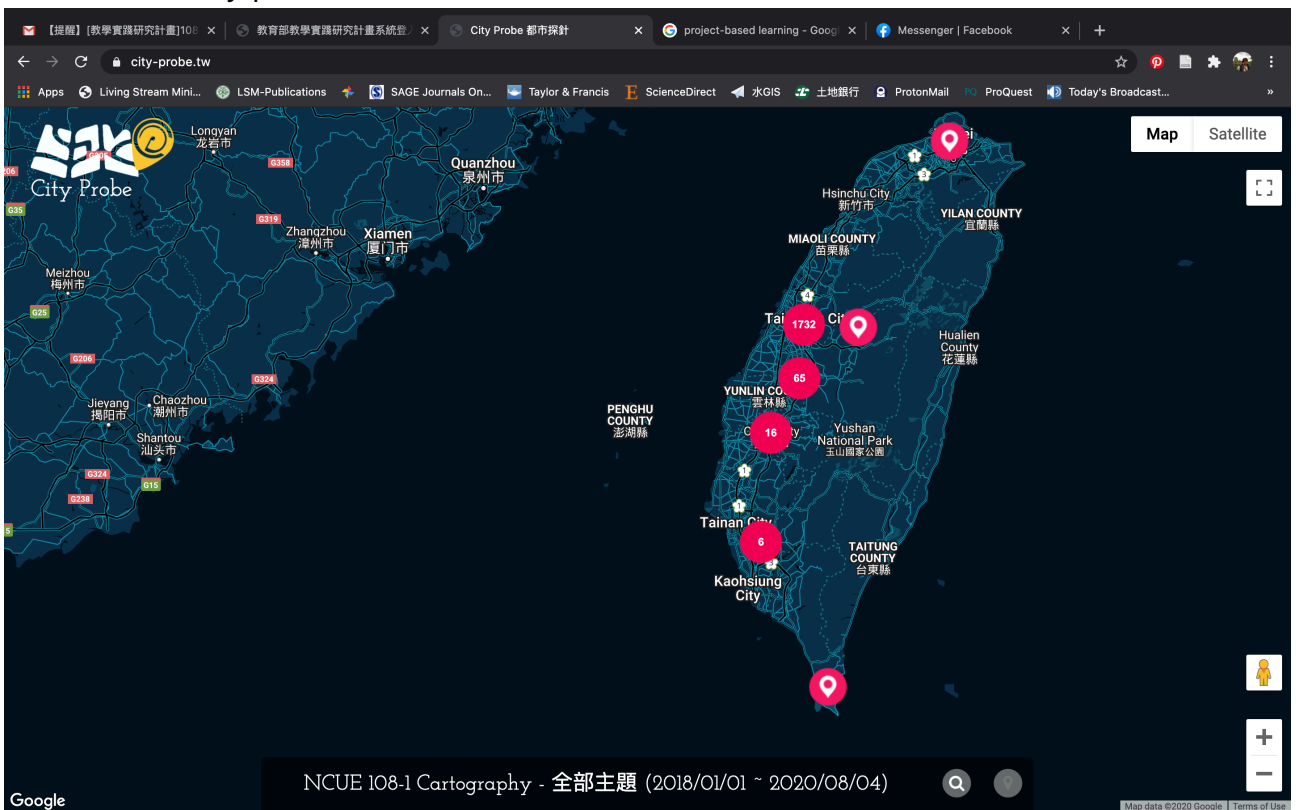 【提醒】[教學實踐研究計畫]108
教育部教學實踐研究計畫系統登
City Probe 都市探針
project-based learning - Goog
Messenger | Facebook
city-probe.tw
Apps
Living Stream Mini...
LSM-Publications
SAGE Journals On...
Taylor & Francis
ScienceDirect
水KGIS
土地銀行
ProtonMail
ProQuest
Today's Broadcast...
»
City Probe
Map
Satellite
Longyan
龙岩市
G358
Quanzhou
泉州市
G35
G319
Zhangzhou
漳州市
Xiamen
厦门市
Meizhou
梅州市
G25
G206
G324
Jieyang
揭阳市
Chaozhou
潮州市
Shantou
汕头市
G324
G15
G238
5
1
3
Hsinchu City
新竹市
YILAN COUNTY
宜蘭縣
MIAOLI COUNTY
苗栗縣
4
1732
Hualien
County
花蓮縣
65
YUNLIN CO
雲林縣
PENGHU
COUNTY
澎湖縣
16
Yushan
National Park
玉山國家公園
1
1
Tainan City
6
3
TAITUNG
COUNTY
台東縣
Kaohsiung
City
NCUE 108-1 Cartography - 全部主題 (2018/01/01 ~ 2020/08/04)
Google
Map data ©2020 Google
Terms of Use